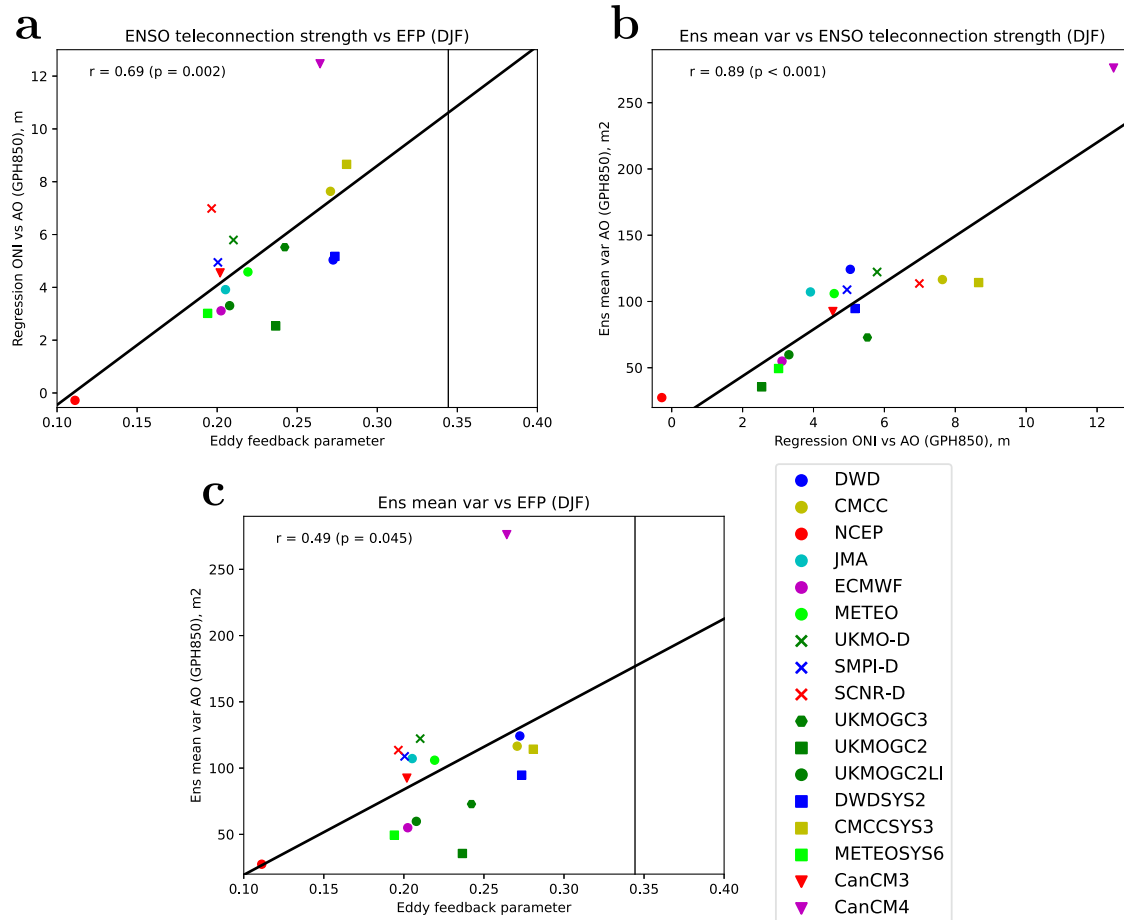 a
ENSO teleconnection strength vs EFP (DJF)
r = 0.69 (p = 0.002)
Regression ONI vs AO (GPH850), m
12
10
8
6
4
2
0
0.10 0.15 0.20 0.25 0.30 0.35 0.40
Eddy feedback parameter
b
Ens mean var vs ENSO teleconnection strength (DJF)
r = 0.89 (p < 0.001)
Ens mean var AO (GPH850), m2
250
200
150
100
50
0 2 4 6 8 10 12
Regression ONI vs AO (GPH850), m
c
Ens mean var vs EFP (DJF)
r = 0.49 (p = 0.045)
Ens mean var AO (GPH850), m2
250
200
150
100
50
0.10 0.15 0.20 0.25 0.30 0.35 0.40
Eddy feedback parameter
DWD
CMCC
NCEP
JMA
ECMWF
METEO
UKMO-D
SMPI-D
SCNR-D
UKMOGC3
UKMOGC2
UKMOGC2LI
DWDSYS2
CMCCSYS3
METEOSYS6
CanCM3
CanCM4